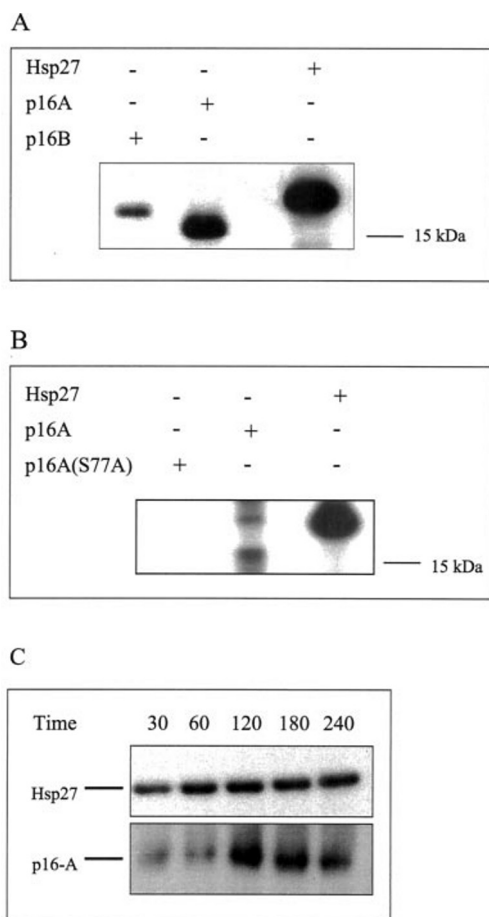 A
Hsp27 - - +
p16A - + -
p16B + - -
15 kDa
B
Hsp27 - - +
p16A - + -
p16A(S77A) + - -
15 kDa
C
Time 30 60 120 180 240
Hsp27
p16-A